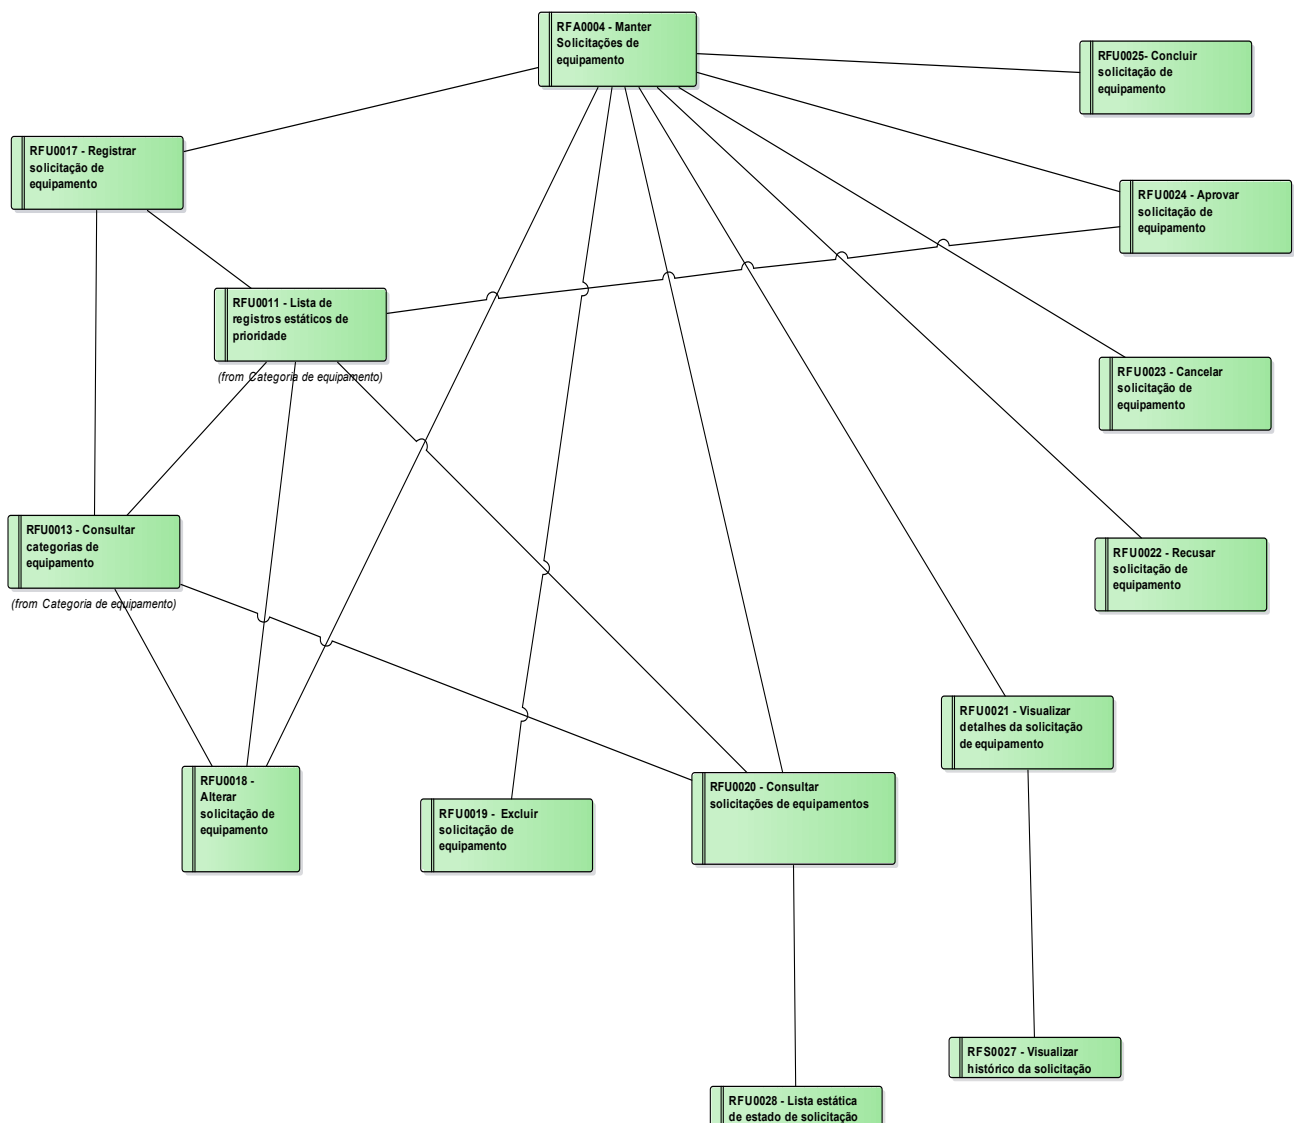 RFA0004 - Manter
Solicitações de
equipamento
RFU0025- Concluir
solicitação de
equipamento
RFU0017 - Registrar
solicitação de
equipamento
RFU0024 - Aprovar
solicitação de
equipamento
RFU0011 - Lista de
registros estáticos de
prioridade
(from Categoria de equipamento)
RFU0023 - Cancelar
solicitação de
equipamento
RFU0013 - Consultar
categorias de
equipamento
(from Categoria de equipamento)
RFU0022 - Recusar
solicitação de
equipamento
RFU0021 - Visualizar
detalhes da solicitação
de equipamento
RFU0018 -
Alterar
solicitação de
equipamento
RFU0019 - Excluir
solicitação de
equipamento
RFU0020 - Consultar
solicitações de equipamentos
RFS0027 - Visualizar
histórico da solicitação
RFU0028 - Lista estática
de estado de solicitação